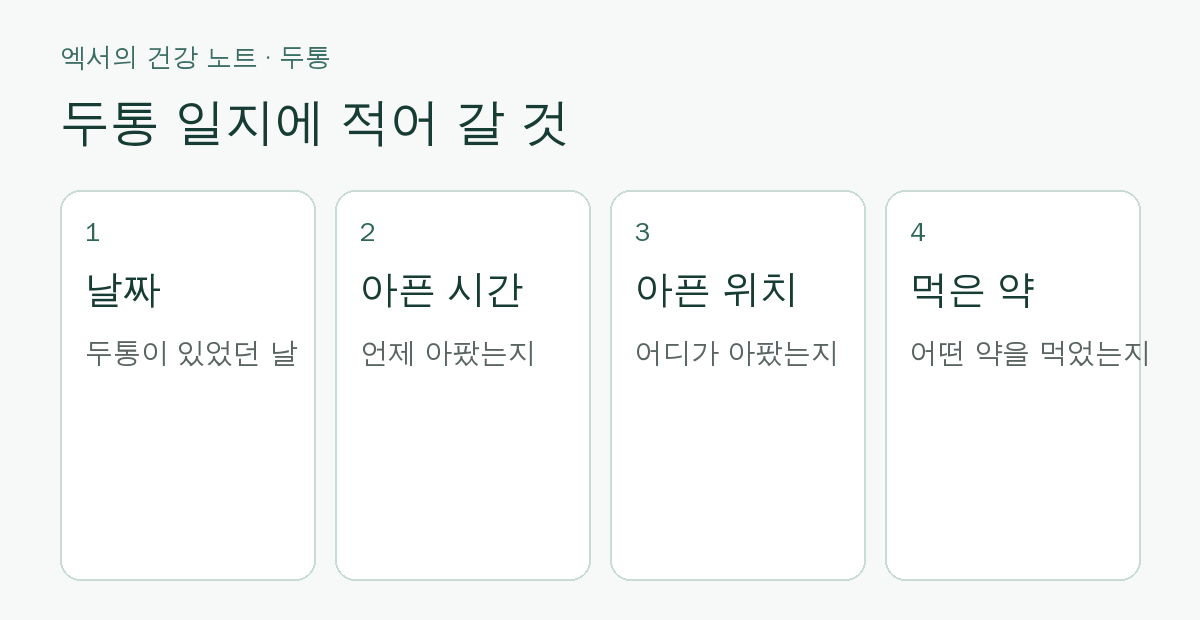 엑서의 건강 노트 · 두통
두통 일지에 적어 갈 것
1
날짜
두통이 있었던 날
2
아픈 시간
언제 아팠는지
3
아픈 위치
어디가 아팠는지
4
먹은 약
어떤 약을 먹었는지